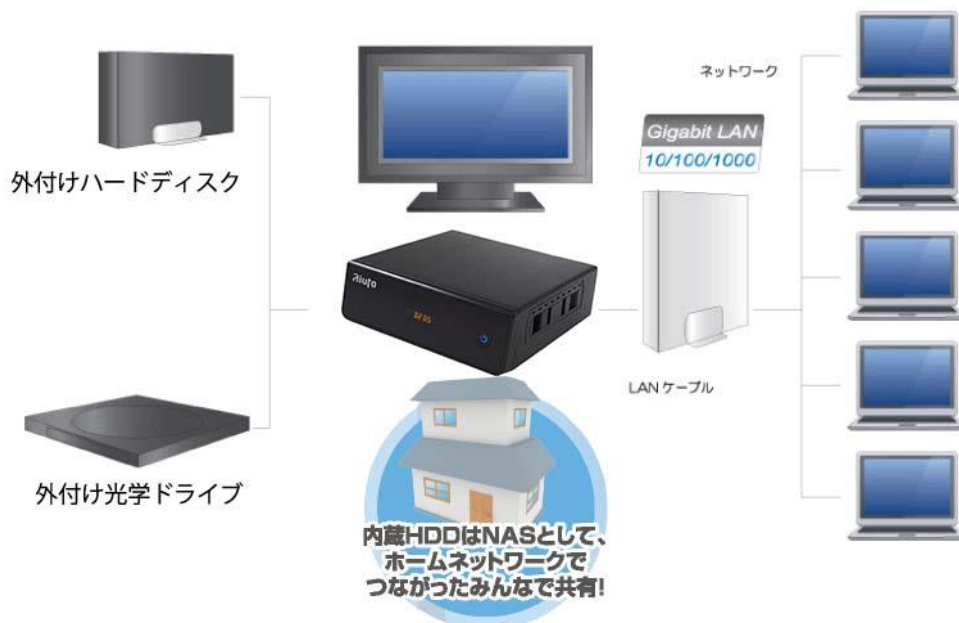 外付けハードディスク
外付け光学ドライブ
Aiuto
ネットワーク
Gigabit LAN
10/100/1000
LANケーブル
内蔵HDDはNASとして、
ホームネットワークで
つながったみんなで共有!